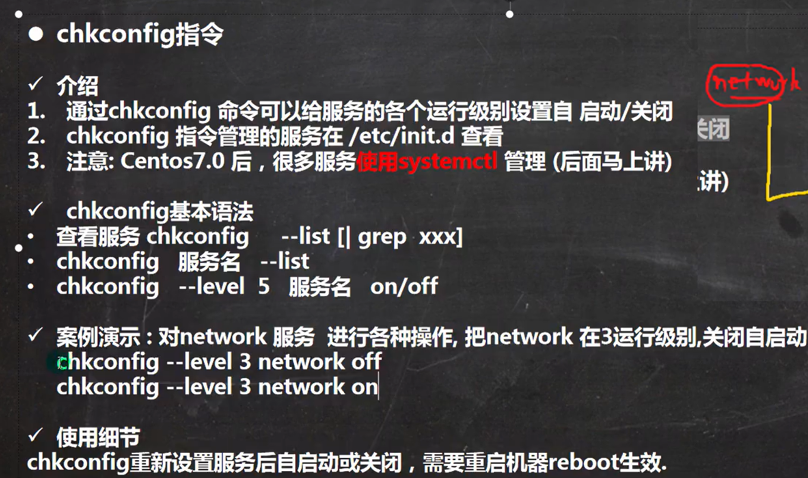 ● chkconfig指令
✓ 介绍
1. 通过chkconfig 命令可以给服务的各个运行级别设置自 启动/关闭
2. chkconfig 指令管理的服务在 /etc/init.d 查看
3. 注意: Centos7.0 后，很多服务使用systemctl 管理 (后面马上讲)
✓ chkconfig基本语法
• 查看服务 chkconfig --list [| grep xxx]
• chkconfig 服务名 --list
• chkconfig --level 5 服务名 on/off
✓ 案例演示 : 对network 服务 进行各种操作, 把network 在3运行级别,关闭自启动
chkconfig --level 3 network off
chkconfig --level 3 network on
✓ 使用细节
chkconfig重新设置服务后自启动或关闭，需要重启机器reboot生效.
network
关闭
讲)